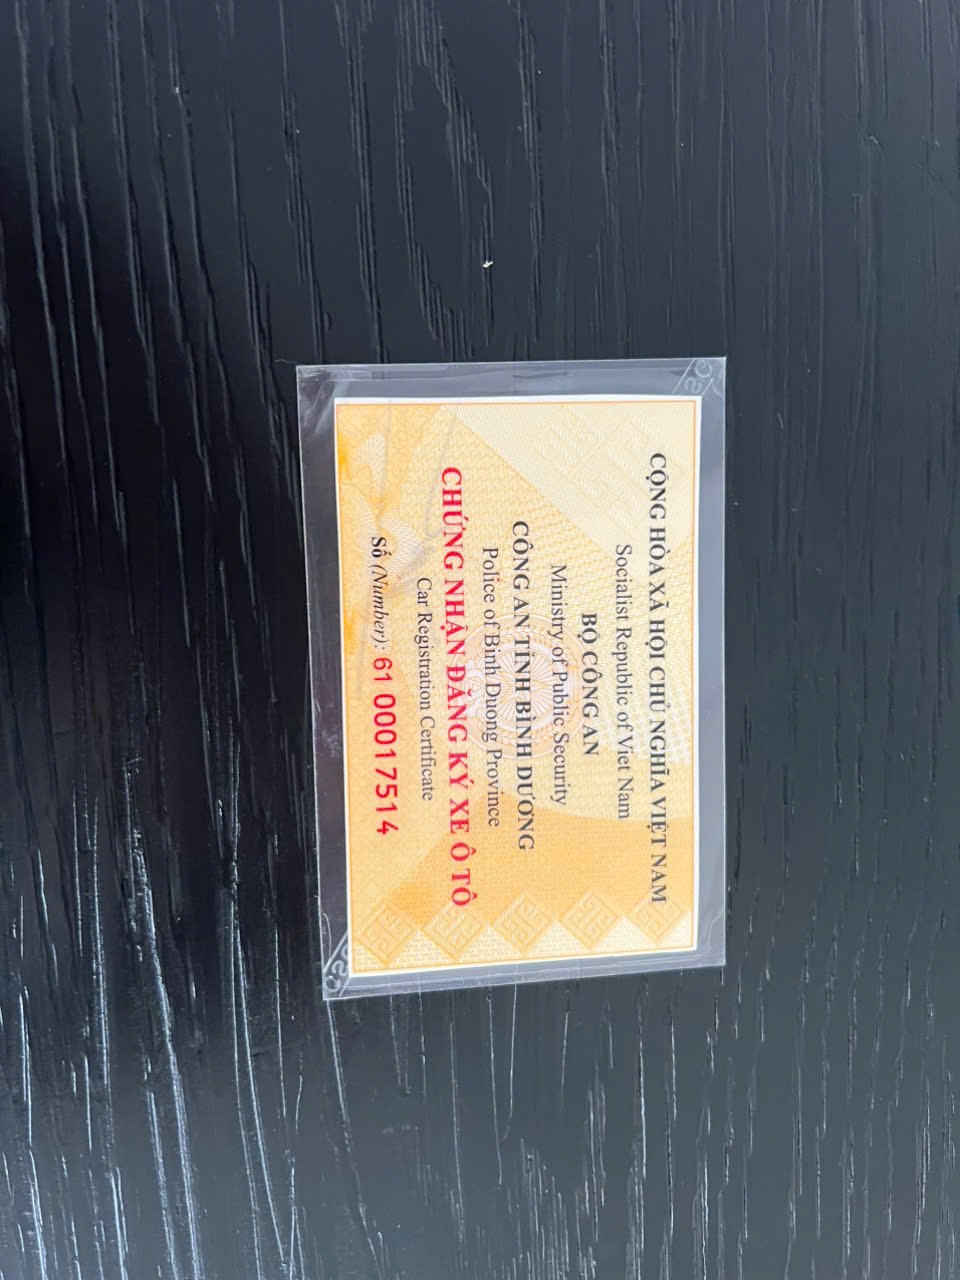 CỘNG HÒA XÃ HỘI CHỦ NGHĨA VIỆT NAM
Socialist Republic of Viet Nam
BỘ CÔNG AN
Ministry of Public Security
CÔNG AN TỈNH BÌNH DƯƠNG
Police of Binh Duong Province
CHỨNG NHẬN ĐĂNG KÝ XE Ô TÔ
Car Registration Certificate
Số (Number): 61 00017514